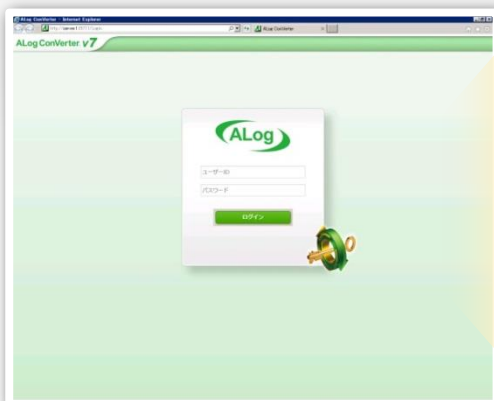 ALog ConVerter - Internet Explorer
ALog ConVerter
ALog ConVerter v7
ALog
ユーザーID
パスワード
ログイン